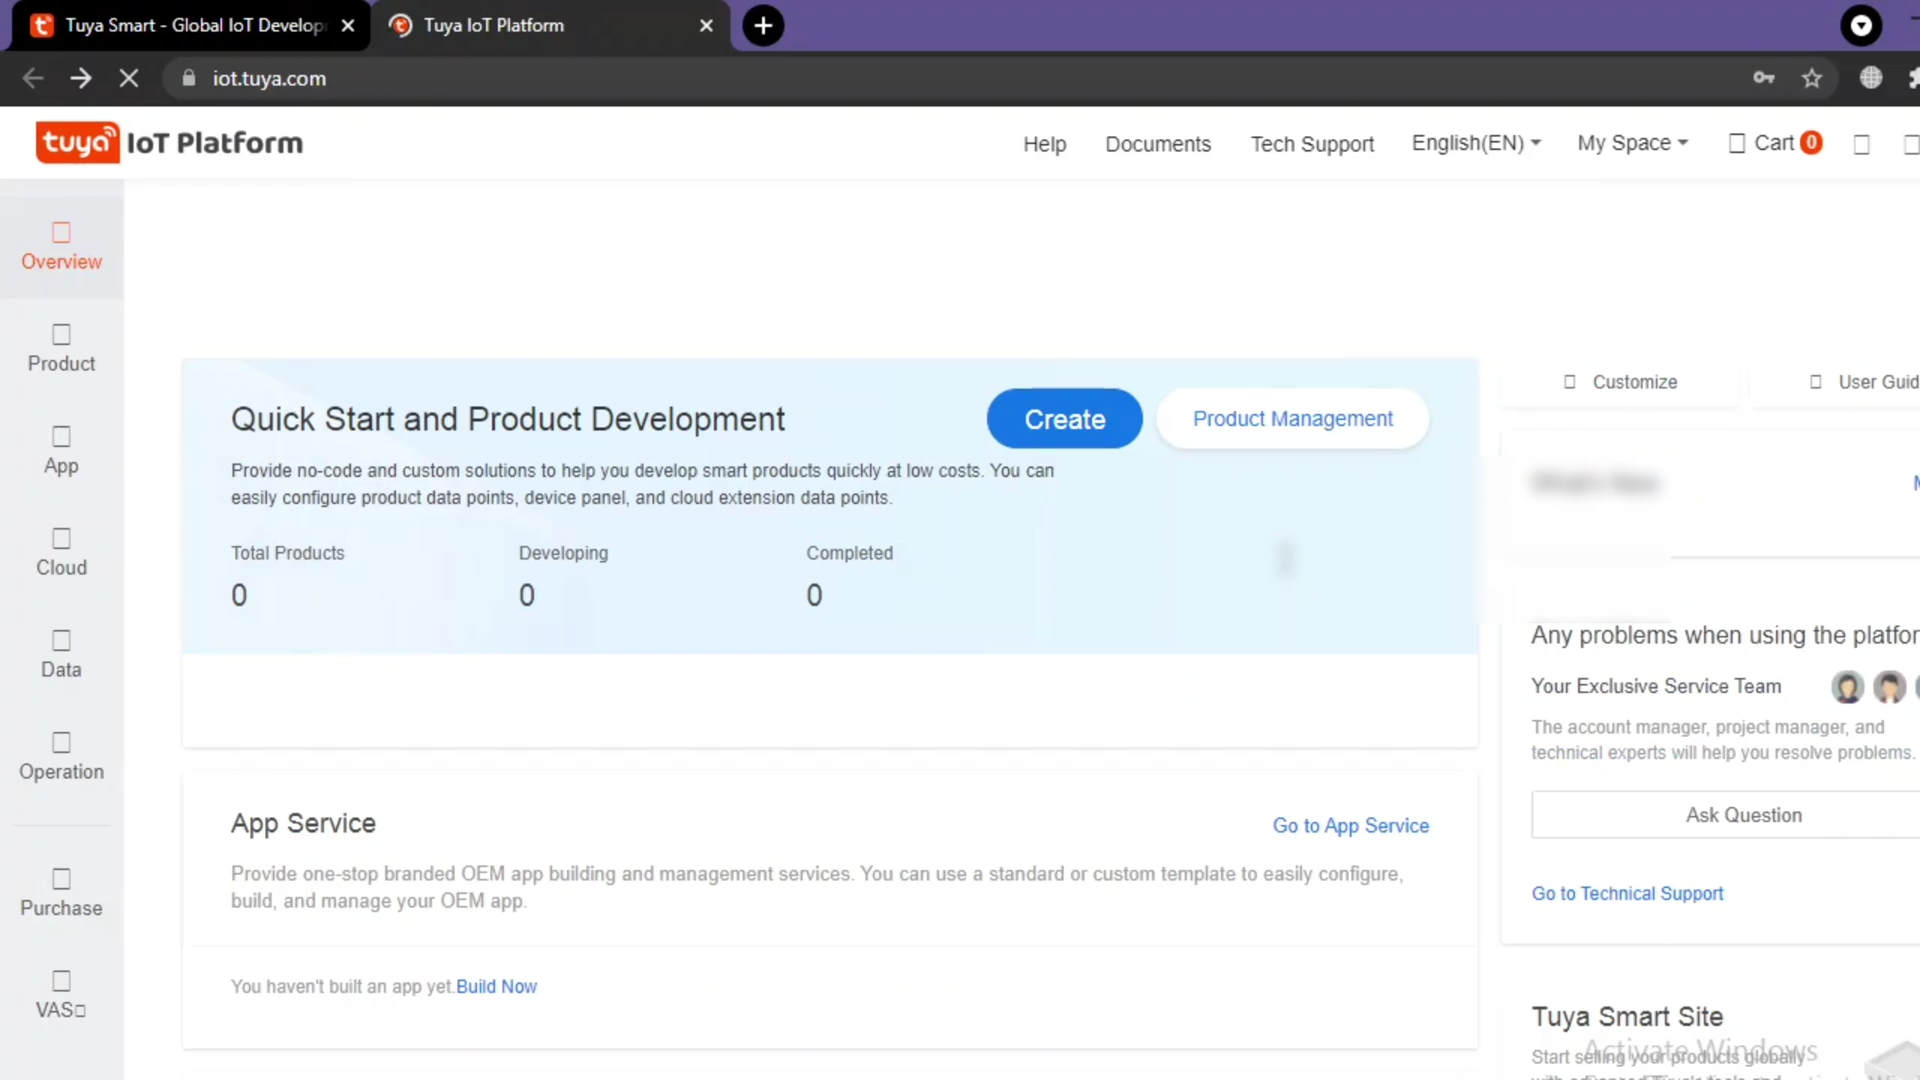 Tuya Smart - Global IoT Develop
Tuya IoT Platform
iot.tuya.com
tuya IoT Platform
Help
Documents
Tech Support
English(EN)
My Space
Cart 0
Overview
Product
App
Cloud
Data
Operation
Purchase
VAS
Quick Start and Product Development
Create
Product Management
Provide no-code and custom solutions to help you develop smart products quickly at low costs. You can
easily configure product data points, device panel, and cloud extension data points.
Total Products
Developing
Completed
0
0
0
App Service
Go to App Service
Provide one-stop branded OEM app building and management services. You can use a standard or custom template to easily configure,
build, and manage your OEM app.
You haven't built an app yet.Build Now
Customize
User Guid
What's New
Any problems when using the platfor
Your Exclusive Service Team
The account manager, project manager, and
technical experts will help you resolve problems.
Ask Question
Go to Technical Support
Tuya Smart Site
Start selling your products globally
Activate Windows